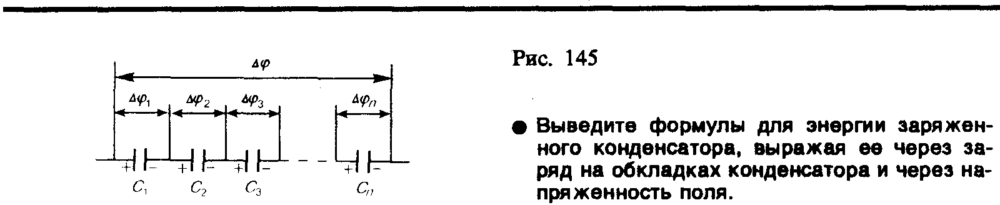 Δφ
Δφ₁ Δφ₂ Δφ₃ Δφₙ
+ − + − + − + −
C₁ C₂ C₃ Cₙ
Рис. 145
● Выведите формулы для энергии заряжен-
ного конденсатора, выражая ее через за-
ряд на обкладках конденсатора и через на-
пряженность поля.